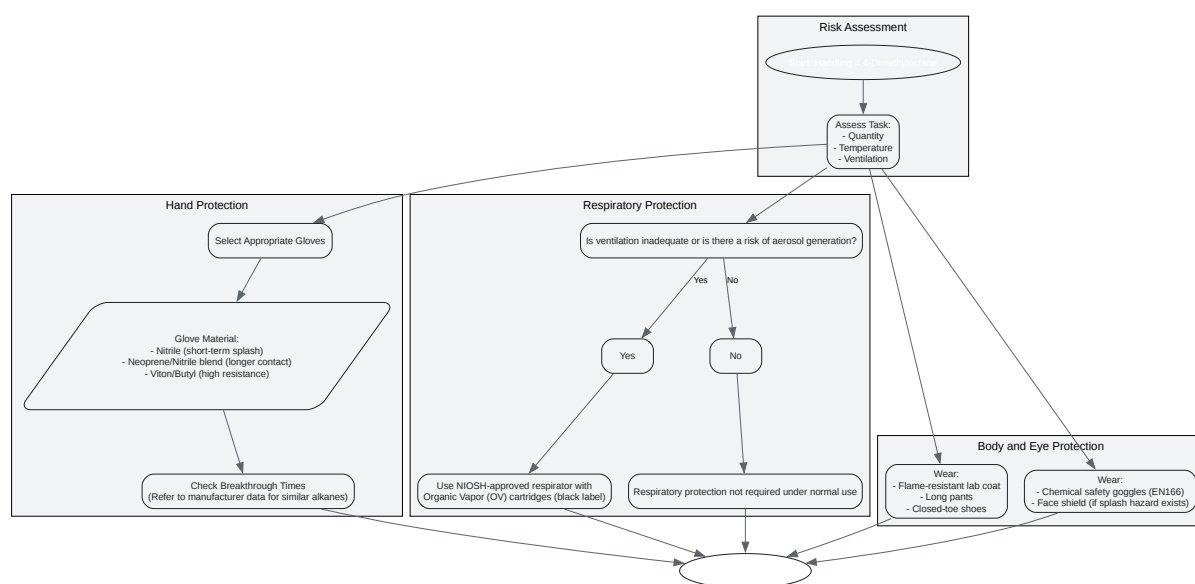 Risk Assessment
Assess Task:
- Quantity
- Temperature
- Ventilation
Hand Protection
Select Appropriate Gloves
Glove Material:
- Nitrile (short-term splash)
- Neoprene/Nitrile blend (longer contact)
- Viton/Butyl (high resistance)
Check Breakthrough Times
(Refer to manufacturer data for similar alkanes)
Respiratory Protection
Is ventilation inadequate or is there a risk of aerosol generation?
Yes
No
Yes
No
Use NIOSH-approved respirator with
Organic Vapor (OV) cartridges (black label)
Respiratory protection not required under normal use
Body and Eye Protection
Wear:
- Flame-resistant lab coat
- Long pants
- Closed-toe shoes
Wear:
- Chemical safety goggles (EN166)
- Face shield (if splash hazard exists)